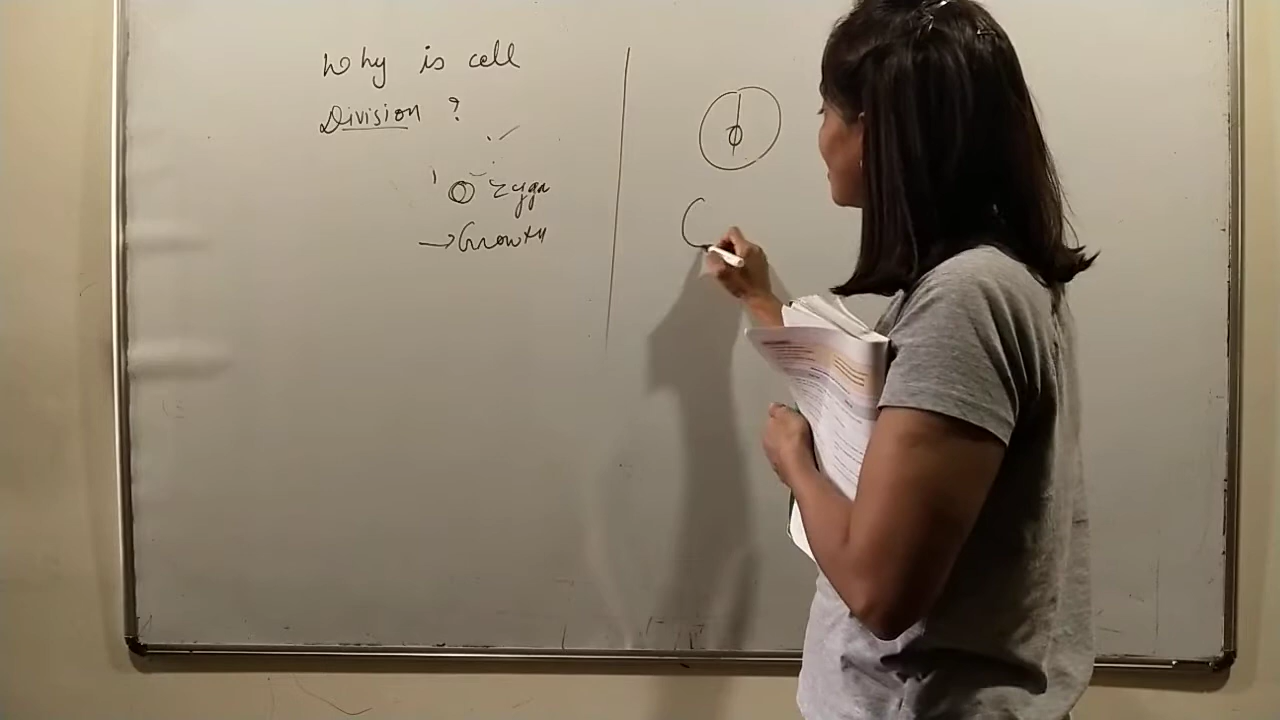 Why is cell
Division ?
Zygo
→ Growth